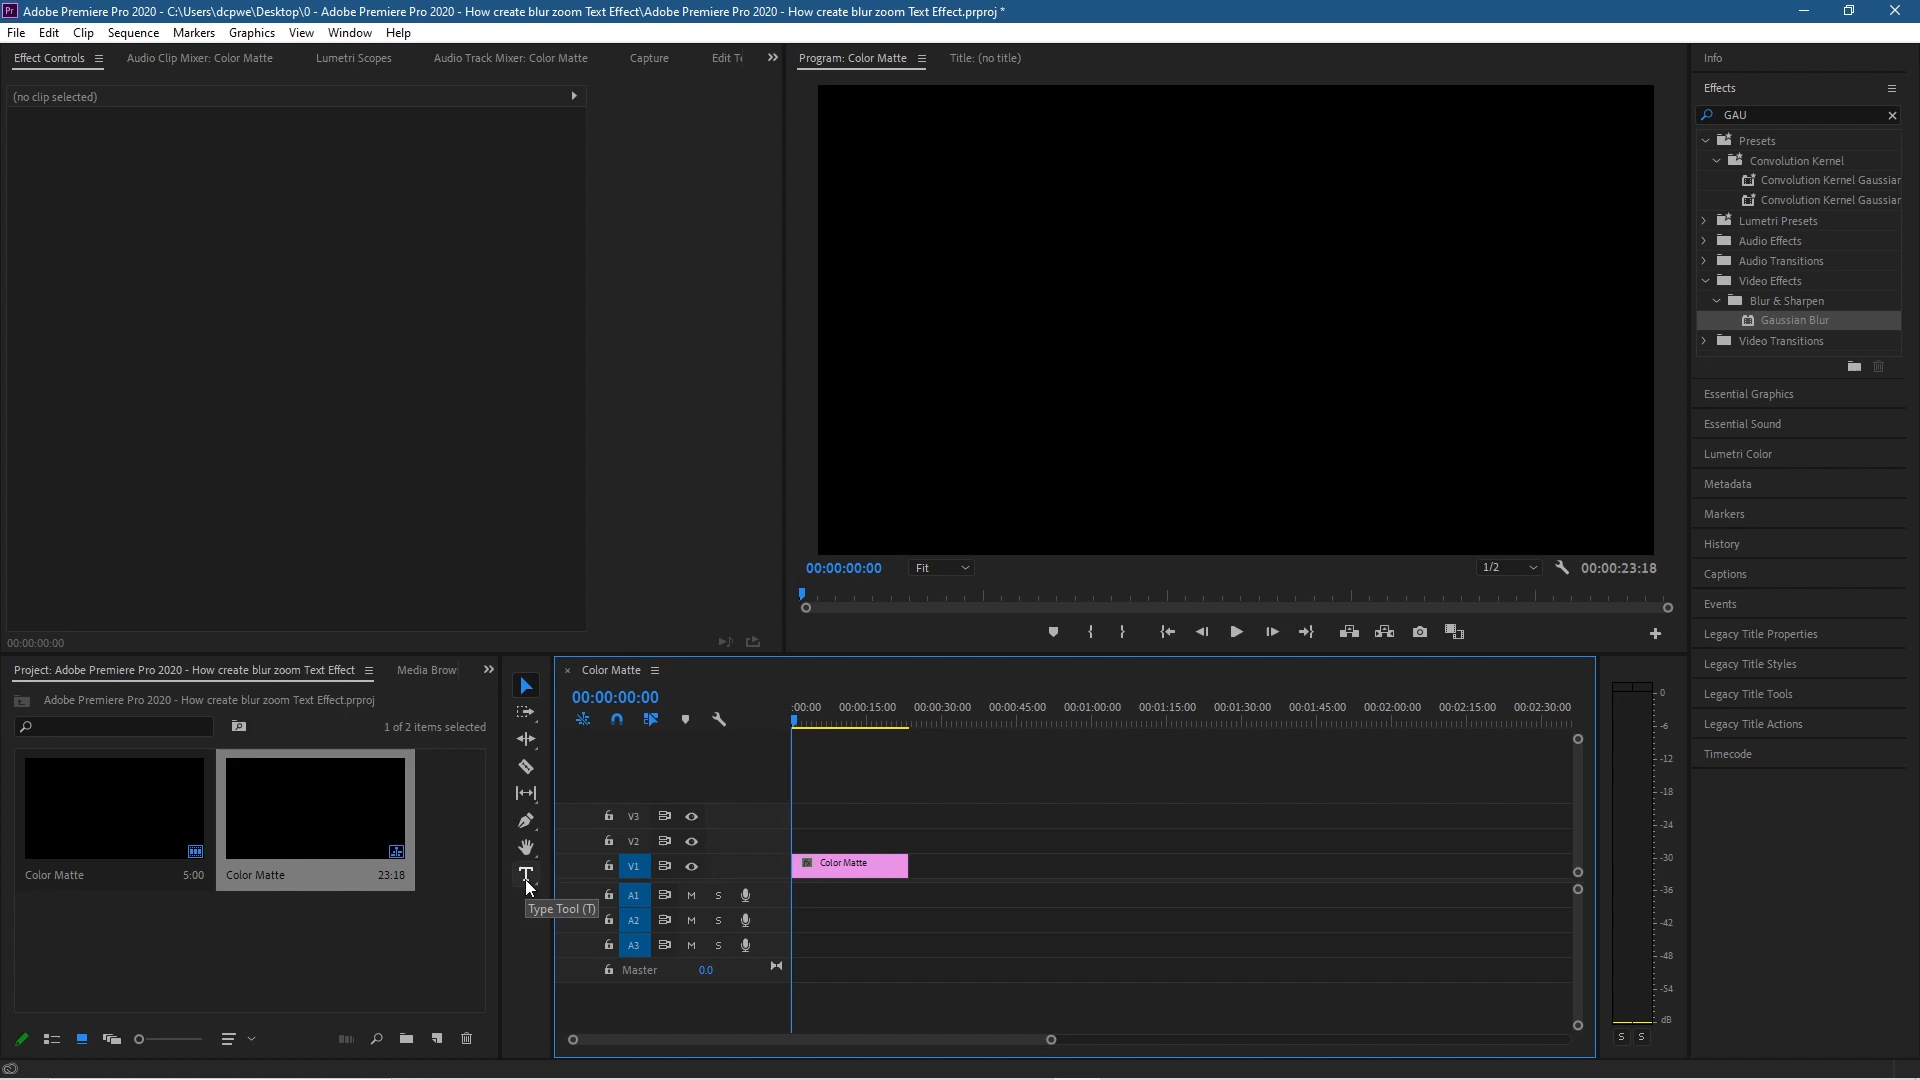 Adobe Premiere Pro 2020 - C:\Users\dcpwe\Desktop\0 - Adobe Premiere Pro 2020 - How create blur zoom Text Effect\Adobe Premiere Pro 2020 - How create blur zoom Text Effect.prproj *
File Edit Clip Sequence Markers Graphics View Window Help
Effect Controls Audio Clip Mixer: Color Matte Lumetri Scopes Audio Track Mixer: Color Matte Capture Edit T
(no clip selected)
00:00:00:00
Program: Color Matte Title: (no title)
00:00:00:00 Fit 1/2 00:00:23:18
Info
Effects
GAU
Presets
Convolution Kernel
Convolution Kernel Gaussian
Convolution Kernel Gaussian
Lumetri Presets
Audio Effects
Audio Transitions
Video Effects
Blur & Sharpen
Gaussian Blur
Video Transitions
Essential Graphics
Essential Sound
Lumetri Color
Metadata
Markers
History
Captions
Events
Legacy Title Properties
Legacy Title Styles
Legacy Title Tools
Legacy Title Actions
Timecode
Project: Adobe Premiere Pro 2020 - How create blur zoom Text Effect Media Brow
Adobe Premiere Pro 2020 - How create blur zoom Text Effect.prproj
1 of 2 items selected
Color Matte 5:00
Color Matte 23:18
Type Tool (T)
Color Matte
00:00:00:00
:00:00 00:00:15:00 00:00:30:00 00:00:45:00 00:01:00:00 00:01:15:00 00:01:30:00 00:01:45:00 00:02:00:00 00:02:15:00 00:02:30:00
V3
V2
V1 fx Color Matte
A1 M S
A2 M S
A3 M S
Master 0.0
0
-6
-12
-18
-24
-30
-36
-42
-48
-54
dB
S S